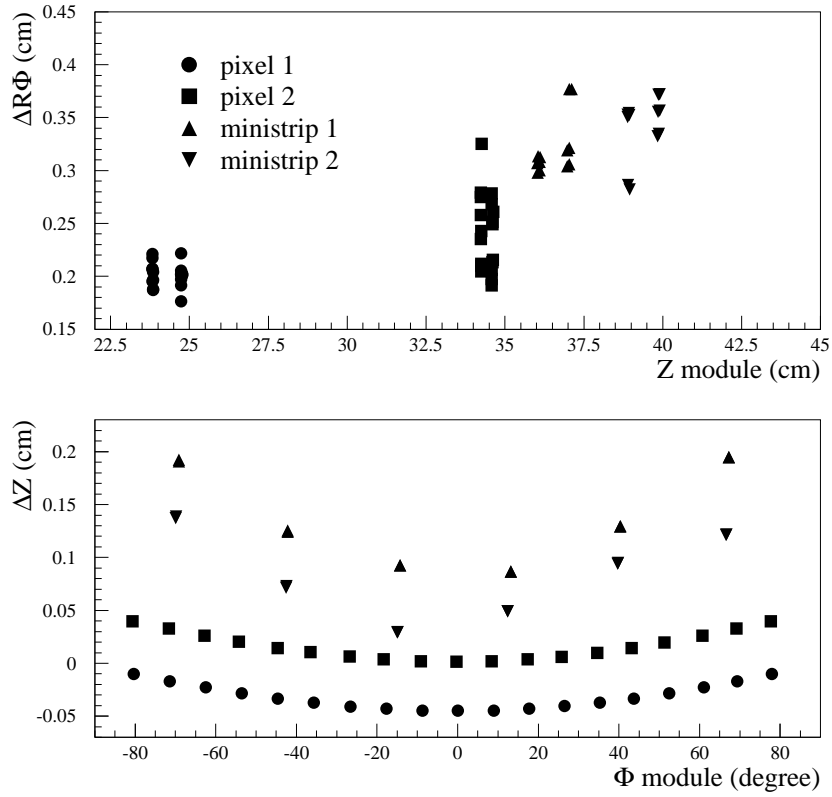 ΔRΦ (cm)
0.45
0.4
0.35
0.3
0.25
0.2
0.15
pixel 1
pixel 2
ministrip 1
ministrip 2
22.5 25 27.5 30 32.5 35 37.5 40 42.5 45
Z module (cm)
ΔZ (cm)
0.2
0.15
0.1
0.05
0
-0.05
-80 -60 -40 -20 0 20 40 60 80
Φ module (degree)